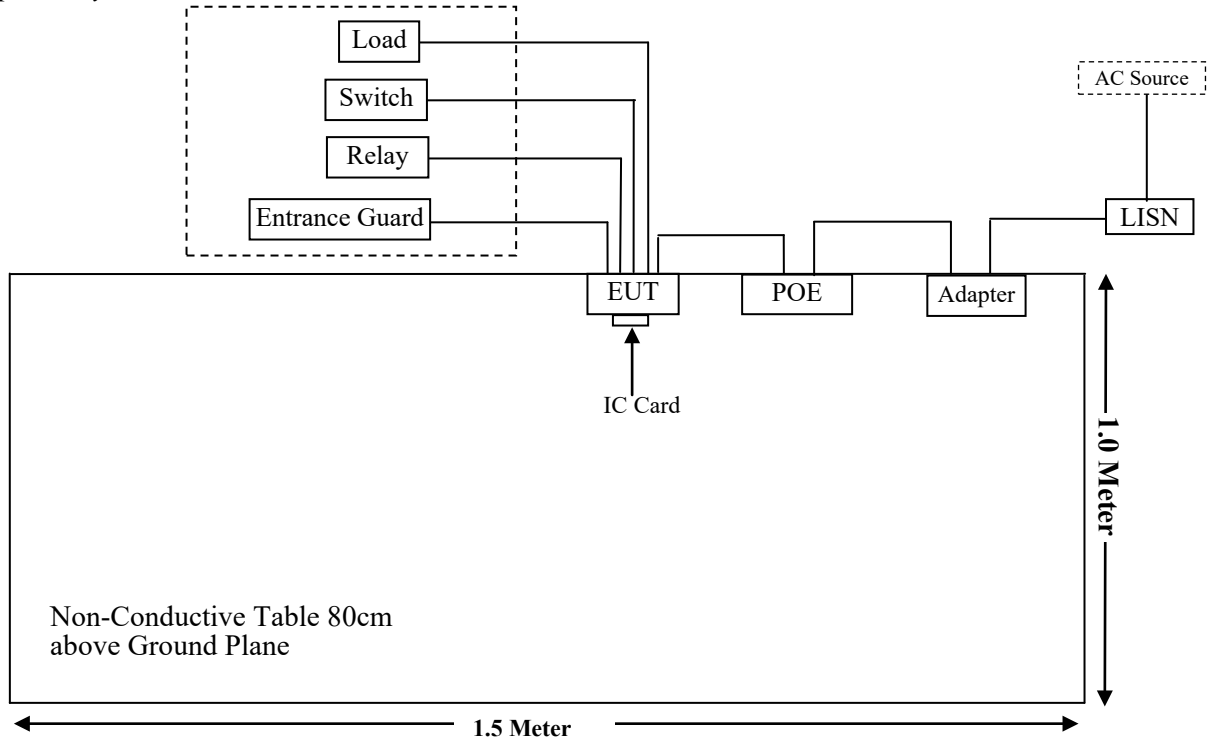 Load
AC Source
Switch
Relay
Entrance Guard
LISN
EUT
POE
Adapter
IC Card
1.0 Meter
Non-Conductive Table 80cm
above Ground Plane
1.5 Meter